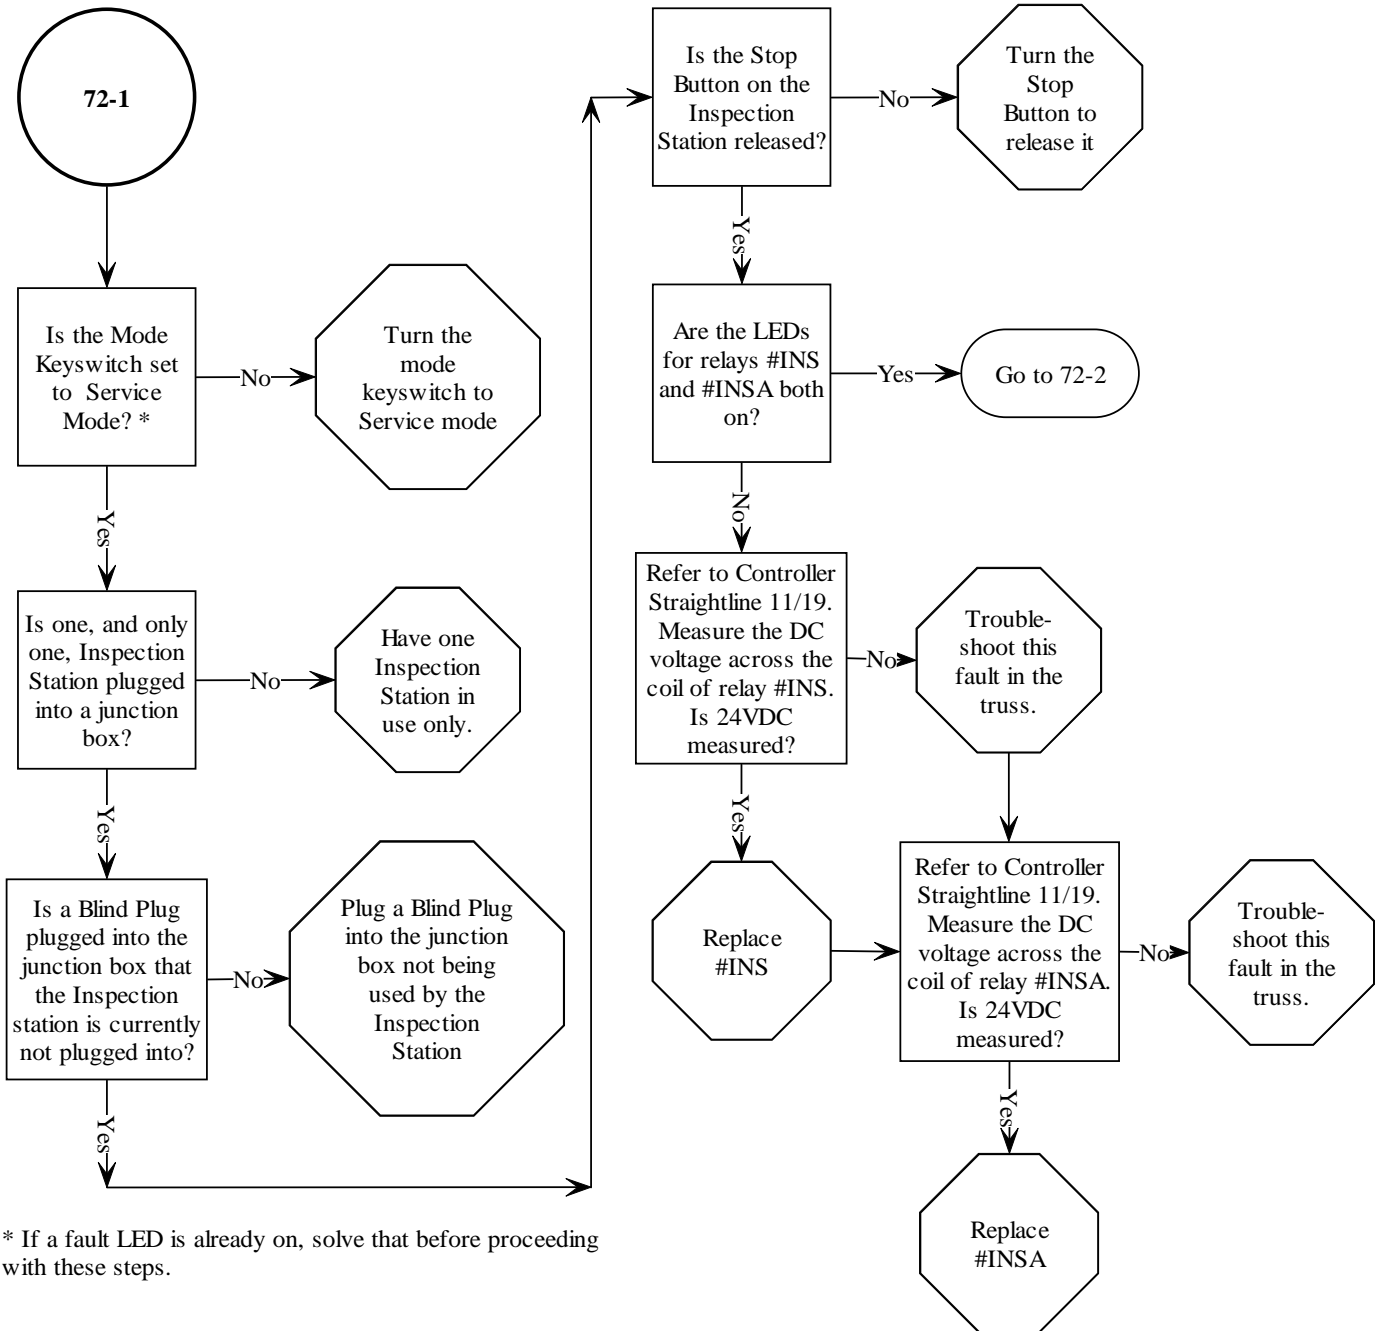 72-1
Is the Mode
Keyswitch set
to Service
Mode? *
No
Turn the
mode
keyswitch to
Service mode
Yes
Is one, and only
one, Inspection
Station plugged
into a junction
box?
No
Have one
Inspection
Station in
use only.
Yes
Is a Blind Plug
plugged into the
junction box that
the Inspection
station is currently
not plugged into?
No
Plug a Blind Plug
into the junction
box not being
used by the
Inspection
Station
Yes
Is the Stop
Button on the
Inspection
Station released?
No
Turn the
Stop
Button to
release it
Yes
Are the LEDs
for relays #INS
and #INSA both
on?
Yes
Go to 72-2
No
Refer to Controller
Straightline 11/19.
Measure the DC
voltage across the
coil of relay #INS.
Is 24VDC
measured?
No
Trouble-
shoot this
fault in the
truss.
Yes
Replace
#INS
Refer to Controller
Straightline 11/19.
Measure the DC
voltage across the
coil of relay #INSA.
Is 24VDC
measured?
No
Trouble-
shoot this
fault in the
truss.
Yes
Replace
#INSA
* If a fault LED is already on, solve that before proceeding
with these steps.